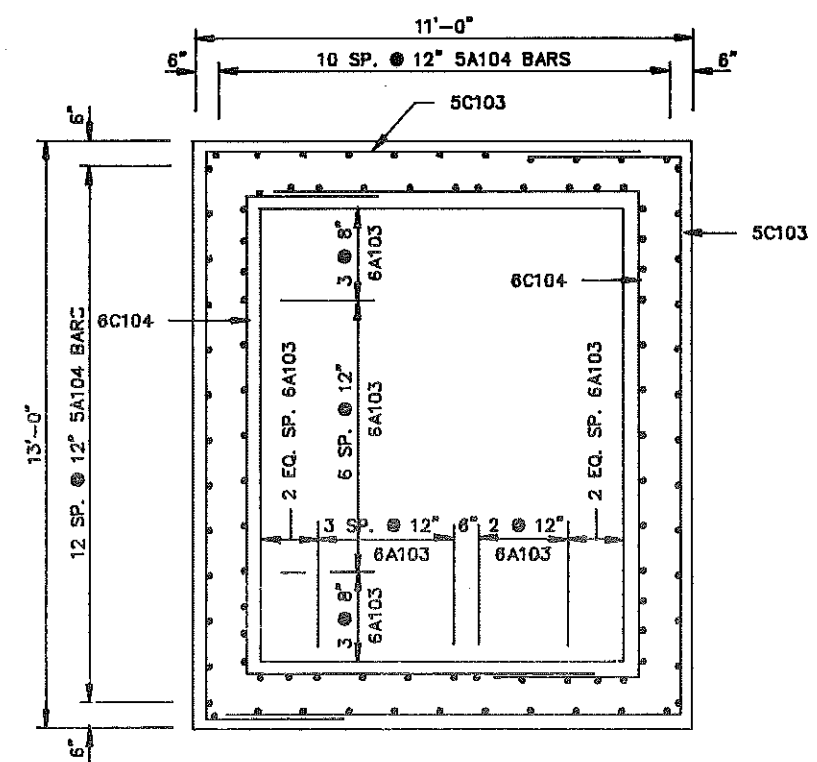 11'-0"
6" 10 SP. @ 12" 5A104 BARS 6"
5C103
6"
5C103
3 @ 8"
6A103
6C104
6C104
13'-0"
12 SP. @ 12" 5A104 BARS
2 EQ. SP. 6A103
6 SP. @ 12"
6A103
2 EQ. SP. 6A103
3 SP. @ 12" 6" 2 @ 12"
6A103 6A103
3 @ 8"
6A103
6"